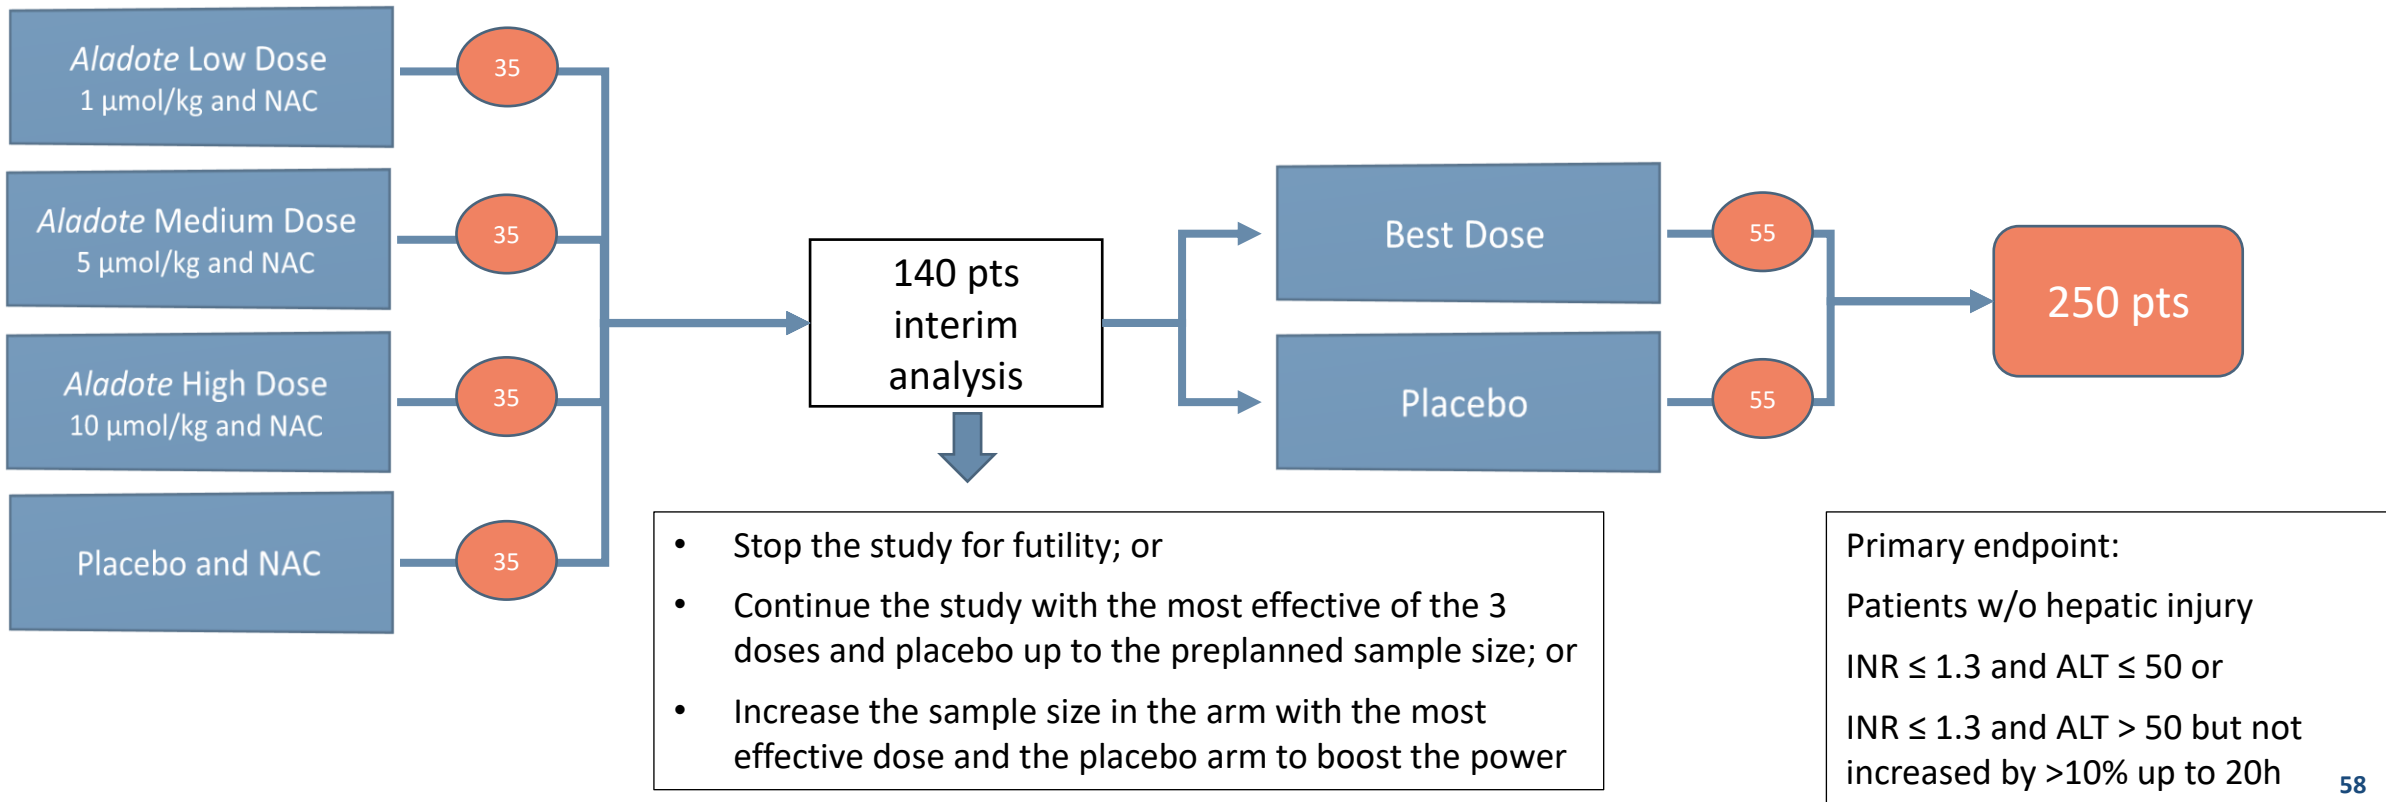 Aladote Low Dose
1 µmol/kg and NAC
35
Aladote Medium Dose
5 µmol/kg and NAC
35
Aladote High Dose
10 µmol/kg and NAC
35
Placebo and NAC
35
140 pts
interim
analysis
Best Dose
55
Placebo
55
250 pts
• Stop the study for futility; or
• Continue the study with the most effective of the 3
doses and placebo up to the preplanned sample size; or
• Increase the sample size in the arm with the most
effective dose and the placebo arm to boost the power
Primary endpoint:
Patients w/o hepatic injury
INR ≤ 1.3 and ALT ≤ 50 or
INR ≤ 1.3 and ALT > 50 but not
increased by >10% up to 20h
58